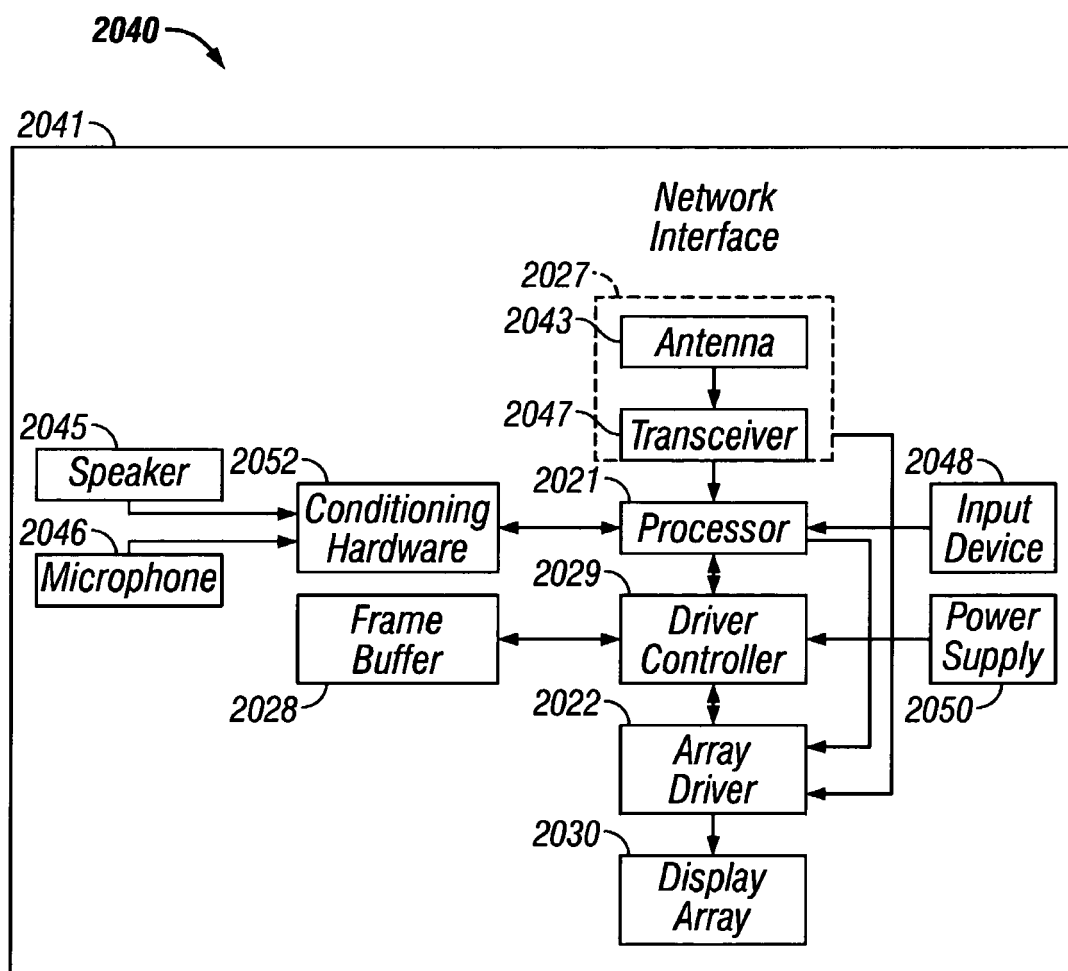 2040
2041
Network
Interface
2027
2043
Antenna
2047
Transceiver
2045
Speaker
2052
2021
2048
Conditioning
Hardware
Processor
Input
Device
2046
Microphone
2029
Frame
Buffer
Driver
Controller
Power
Supply
2028
2022
2050
Array
Driver
2030
Display
Array